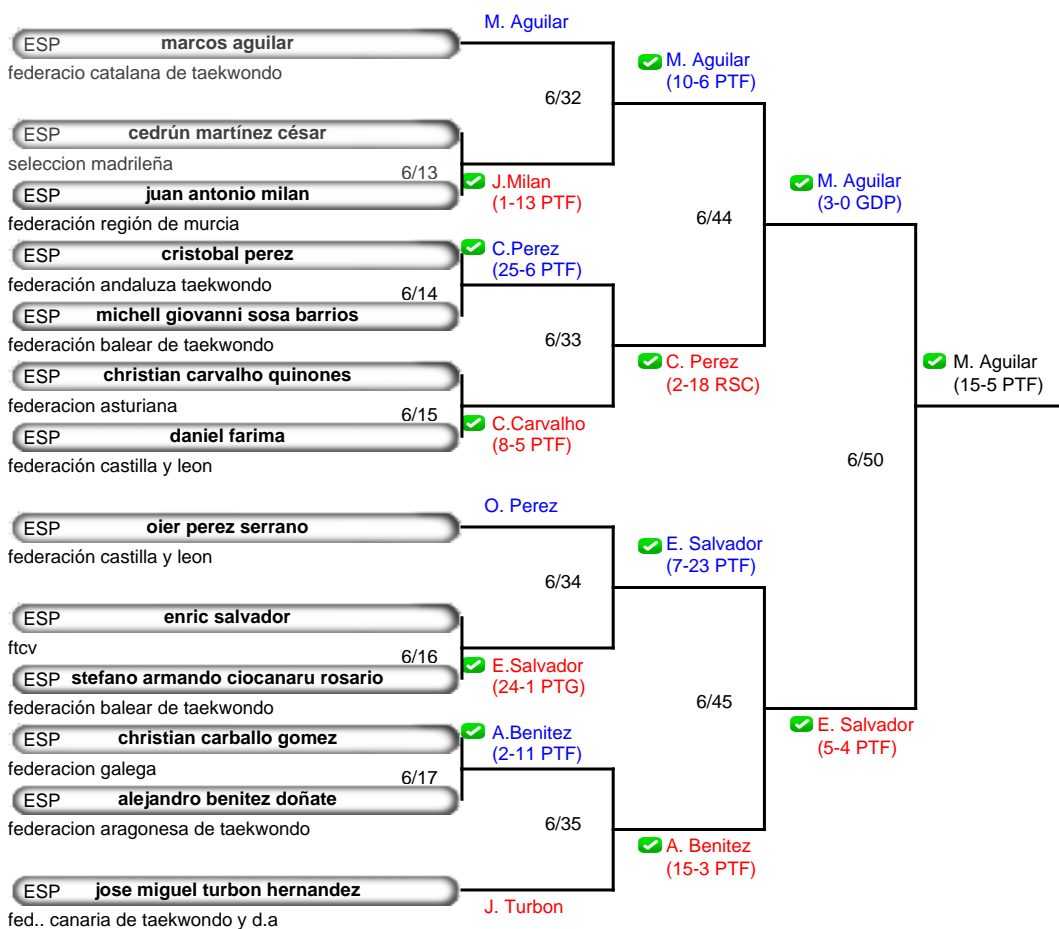 M. Aguilar
ESP marcos aguilar
federacio catalana de taekwondo
M. Aguilar
(10-6 PTF)
6/32
ESP cedrún martínez césar
seleccion madrileña
6/13
J.Milan
(1-13 PTF)
ESP juan antonio milan
federación región de murcia
M. Aguilar
(3-0 GDP)
6/44
ESP cristobal perez
federación andaluza taekwondo
C.Perez
(25-6 PTF)
6/14
ESP michell giovanni sosa barrios
federación balear de taekwondo
6/33
C. Perez
(2-18 RSC)
ESP christian carvalho quinones
federacion asturiana
6/15
C.Carvalho
(8-5 PTF)
ESP daniel farima
federación castilla y leon
M. Aguilar
(15-5 PTF)
6/50
O. Perez
ESP oier perez serrano
federación castilla y leon
E. Salvador
(7-23 PTF)
6/34
ESP enric salvador
ftcv
6/16
E.Salvador
(24-1 PTG)
ESP stefano armando ciocanaru rosario
federación balear de taekwondo
6/45
E. Salvador
(5-4 PTF)
ESP christian carballo gomez
federacion galega
A.Benitez
(2-11 PTF)
6/17
ESP alejandro benitez doñate
federacion aragonesa de taekwondo
6/35
A. Benitez
(15-3 PTF)
ESP jose miguel turbon hernandez
fed.. canaria de taekwondo y d.a
J. Turbon